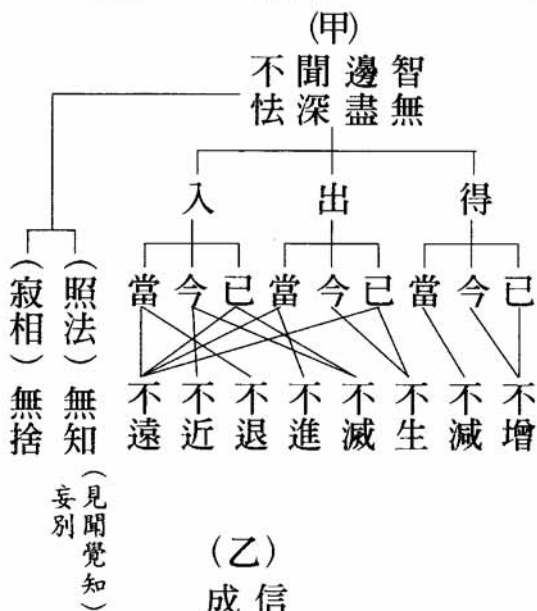 (甲)
智無
邊盡
聞深
不怯
得
出
入
已
今
當
已
今
當
已
今
當
不增
不減
不生
不滅
不進
不退
不近
不遠
(照法)無知(見聞覺知)
妄別
(寂相)無捨
(乙)
信
成